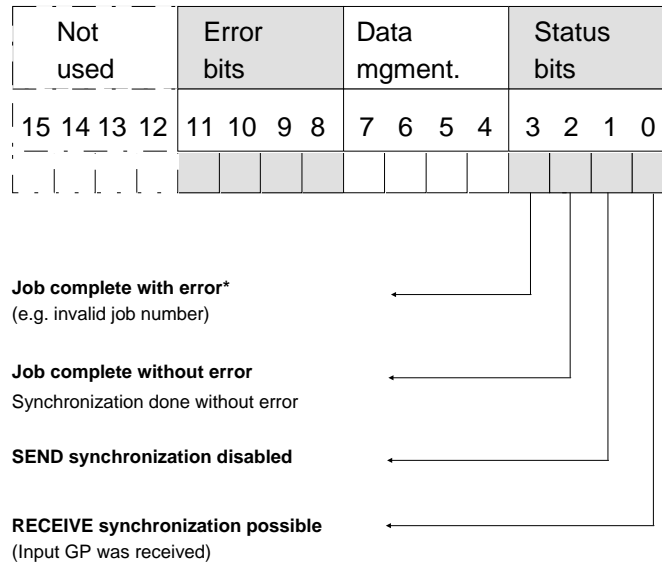 Not used Error bits Data mgment. Status bits
15 14 13 12 11 10 9 8 7 6 5 4 3 2 1 0
Job complete with error*
(e.g. invalid job number)
Job complete without error
Synchronization done without error
SEND synchronization disabled
RECEIVE synchronization possible
(Input GP was received)